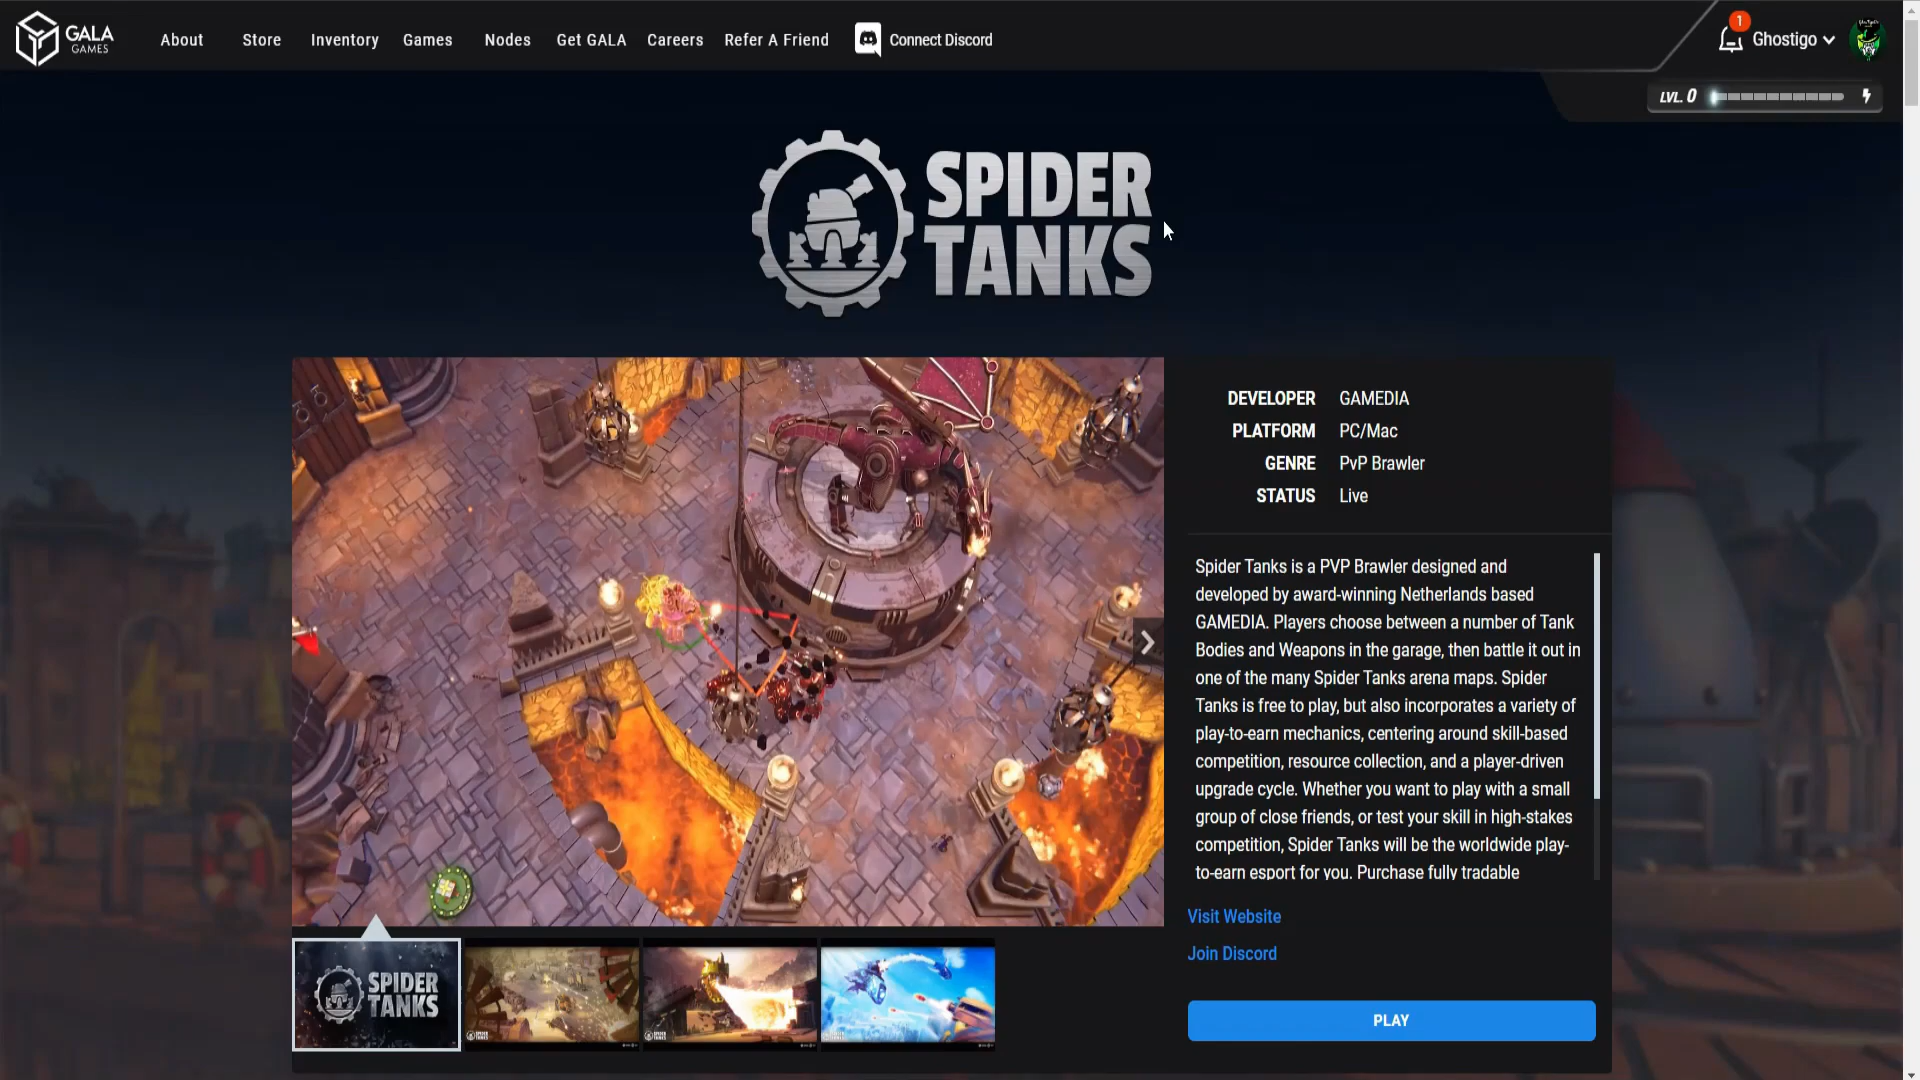 GALA
GAMES
About
Store
Inventory
Games
Nodes
Get GALA
Careers
Refer A Friend
Connect Discord
1
Ghostigo
LVL. 0
SPIDER
TANKS
DEVELOPER GAMEDIA
PLATFORM PC/Mac
GENRE PvP Brawler
STATUS Live
Spider Tanks is a PVP Brawler designed and
developed by award-winning Netherlands based
GAMEDIA. Players choose between a number of Tank
Bodies and Weapons in the garage, then battle it out in
one of the many Spider Tanks arena maps. Spider
Tanks is free to play, but also incorporates a variety of
play-to-earn mechanics, centering around skill-based
competition, resource collection, and a player-driven
upgrade cycle. Whether you want to play with a small
group of close friends, or test your skill in high-stakes
competition, Spider Tanks will be the worldwide play-
to-earn esport for you. Purchase fully tradable
Visit Website
Join Discord
PLAY
SPIDER
TANKS